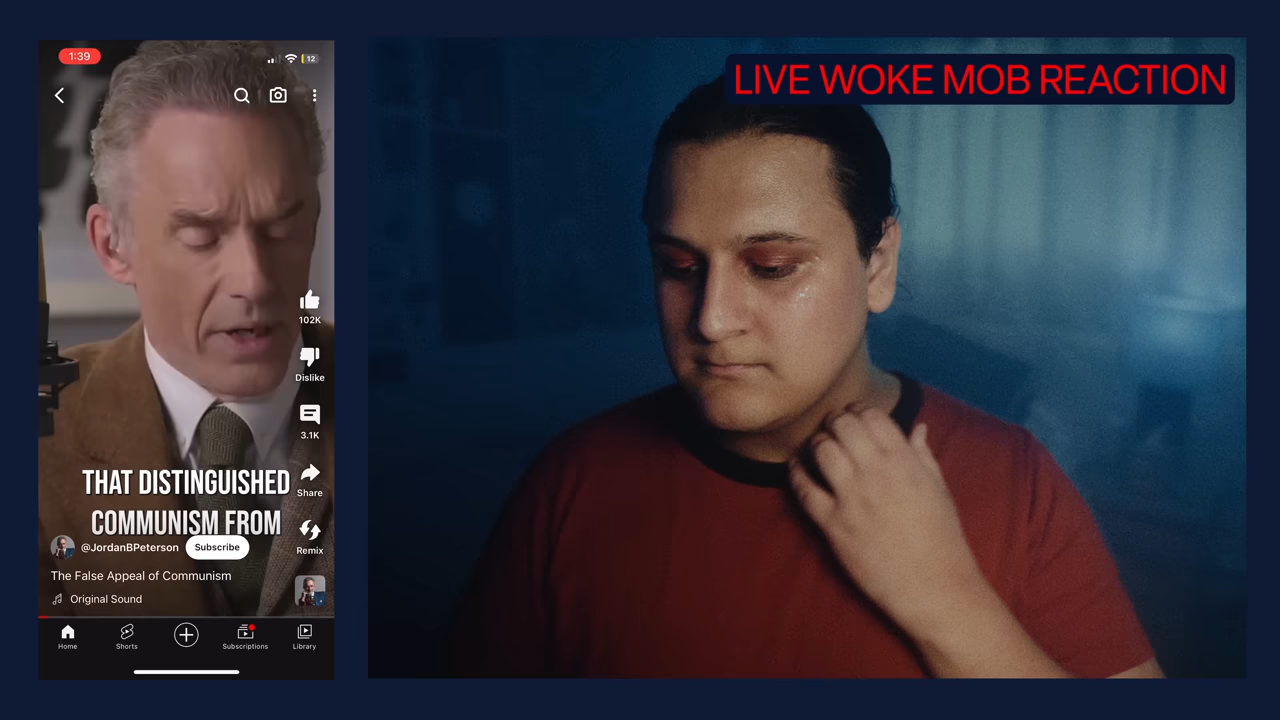 1:39
12
102K
Dislike
3.1K
Share
Remix
THAT DISTINGUISHED
COMMUNISM FROM
@JordanBPeterson
Subscribe
The False Appeal of Communism
Original Sound
Home
Shorts
Subscriptions
Library
LIVE WOKE MOB REACTION